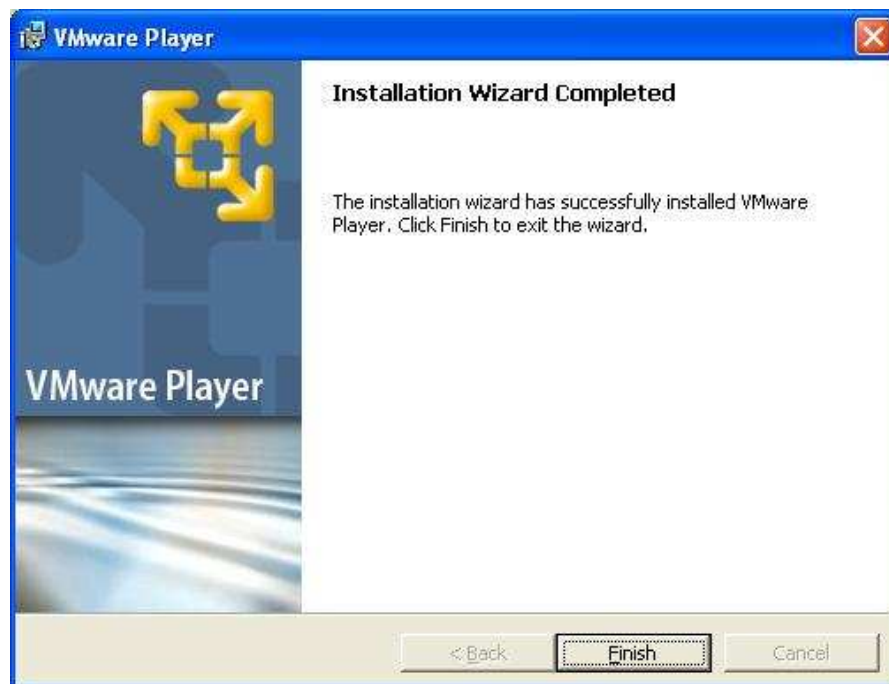 VMware Player
Installation Wizard Completed
The installation wizard has successfully installed VMware
Player. Click Finish to exit the wizard.
VMware Player
< Back
Finish
Cancel